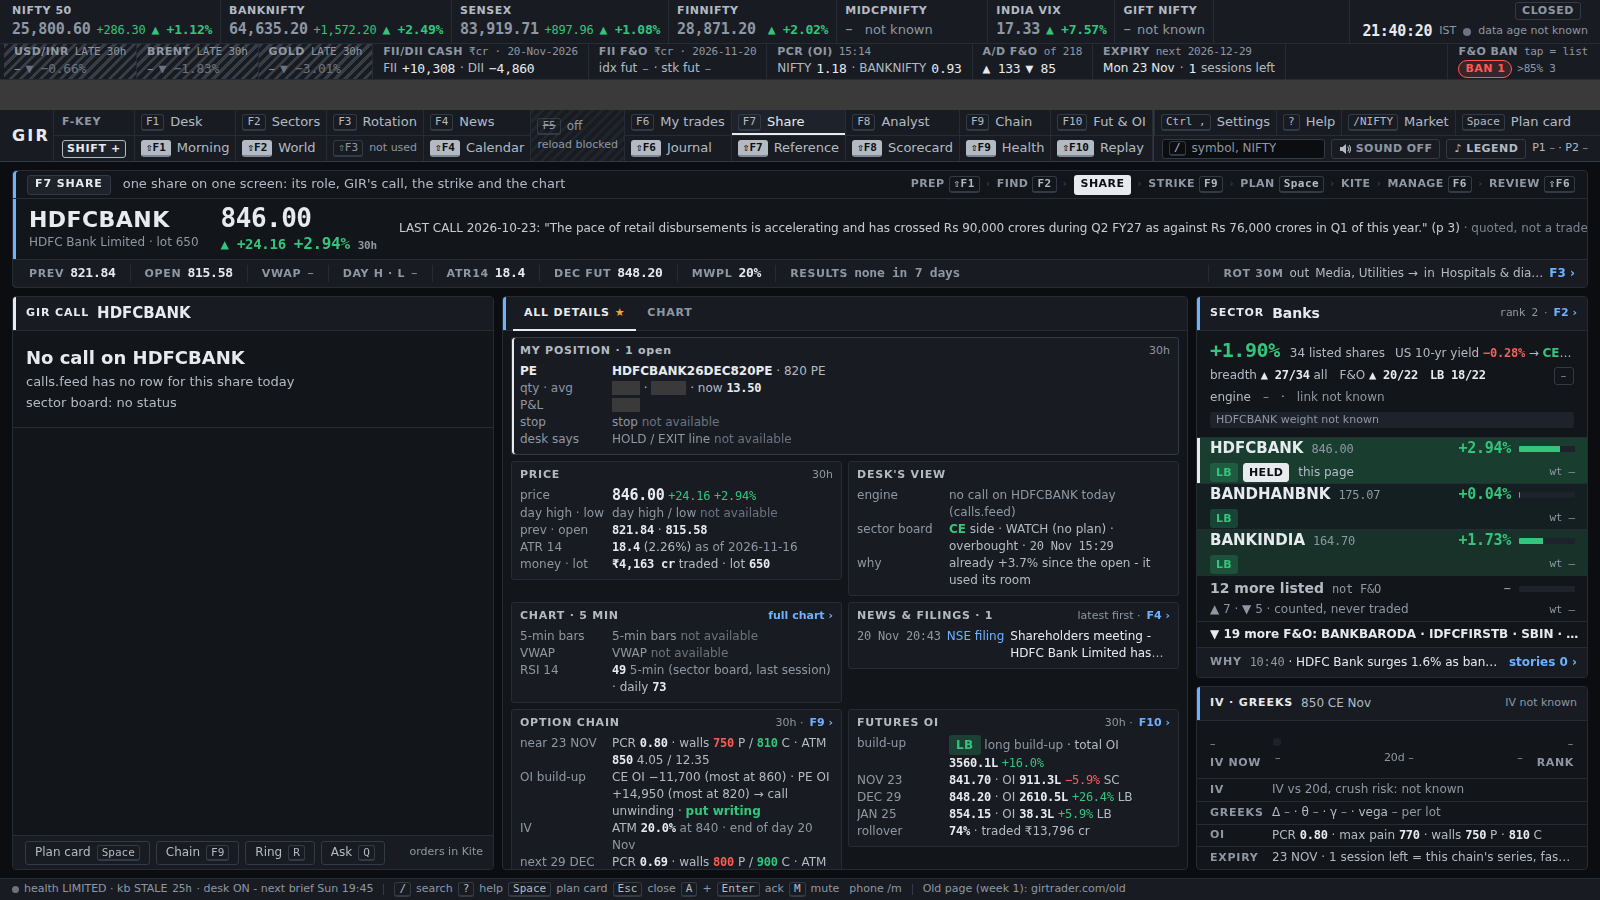 NIFTY 50 BANKNIFTY SENSEX FINNIFTY MIDCPNIFTY INDIA VIX GIFT NIFTY CLOSED
25,800.60 +286.30 ▲ +1.12% 64,635.20 +1,572.20 ▲ +2.49% 83,919.71 +897.96 ▲ +1.08% 28,871.20 ▲ +2.02% – not known 17.33 ▲ +7.57% – not known 21:40:20 IST data age not known
USD/INR LATE 30h BRENT LATE 30h GOLD LATE 30h FII/DII CASH ₹cr · 20-Nov-2026 FII F&O ₹cr · 2026-11-20 PCR (OI) 15:14 A/D F&O of 218 EXPIRY next 2026-12-29 F&O BAN tap = list
– ▼ −0.66% – ▼ −1.83% – ▼ −3.01% FII +10,308 · DII −4,860 idx fut – · stk fut – NIFTY 1.18 · BANKNIFTY 0.93 ▲ 133 ▼ 85 Mon 23 Nov · 1 sessions left BAN 1 >85% 3
GIR F-KEY F1 Desk F2 Sectors F3 Rotation F4 News F5 off F6 My trades F7 Share F8 Analyst F9 Chain F10 Fut & OI Ctrl , Settings ? Help /NIFTY Market Space Plan card
SHIFT + ⇧F1 Morning ⇧F2 World ⇧F3 not used ⇧F4 Calendar reload blocked ⇧F6 Journal ⇧F7 Reference ⇧F8 Scorecard ⇧F9 Health ⇧F10 Replay / symbol, NIFTY SOUND OFF ♪ LEGEND P1 – · P2 –
F7 SHARE one share on one screen: its role, GIR's call, the strike and the chart PREP ⇧F1 › FIND F2 › SHARE › STRIKE F9 › PLAN Space › KITE › MANAGE F6 › REVIEW ⇧F6
HDFCBANK 846.00
HDFC Bank Limited · lot 650 ▲ +24.16 +2.94% 30h
LAST CALL 2026-10-23: "The pace of retail disbursements is accelerating and has crossed Rs 90,000 crores during Q2 FY27 as against Rs 76,000 crores in Q1 of this year." (p 3) · quoted, not a trade
PREV 821.84 OPEN 815.58 VWAP – DAY H · L – ATR14 18.4 DEC FUT 848.20 MWPL 20% RESULTS none in 7 days ROT 30M out Media, Utilities → in Hospitals & dia… F3 ›
GIR CALL HDFCBANK
No call on HDFCBANK
calls.feed has no row for this share today
sector board: no status
Plan card Space Chain F9 Ring R Ask Q orders in Kite
ALL DETAILS ★ CHART
MY POSITION · 1 open 30h
PE HDFCBANK26DEC820PE · 820 PE
qty · avg · · now 13.50
P&L
stop stop not available
desk says HOLD / EXIT line not available
PRICE 30h
price 846.00 +24.16 +2.94%
day high · low day high / low not available
prev · open 821.84 · 815.58
ATR 14 18.4 (2.26%) as of 2026-11-16
money · lot ₹4,163 cr traded · lot 650
DESK'S VIEW
engine no call on HDFCBANK today
(calls.feed)
sector board CE side · WATCH (no plan) ·
overbought · 20 Nov 15:29
why already +3.7% since the open - it
used its room
CHART · 5 MIN full chart ›
5-min bars 5-min bars not available
VWAP VWAP not available
RSI 14 49 5-min (sector board, last session)
· daily 73
NEWS & FILINGS · 1 latest first · F4 ›
20 Nov 20:43 NSE filing Shareholders meeting -
HDFC Bank Limited has…
OPTION CHAIN 30h · F9 ›
near 23 NOV PCR 0.80 · walls 750 P / 810 C · ATM
850 4.05 / 12.35
OI build-up CE OI −11,700 (most at 860) · PE OI
+14,950 (most at 820) → call
unwinding · put writing
IV ATM 20.0% at 840 · end of day 20
Nov
next 29 DEC PCR 0.69 · walls 800 P / 900 C · ATM
FUTURES OI 30h · F10 ›
build-up LB long build-up · total OI
3560.1L +16.0%
NOV 23 841.70 · OI 911.3L −5.9% SC
DEC 29 848.20 · OI 2610.5L +26.4% LB
JAN 25 854.15 · OI 38.3L +5.9% LB
rollover 74% · traded ₹13,796 cr
SECTOR Banks rank 2 · F2 ›
+1.90% 34 listed shares US 10-yr yield −0.28% → CE…
breadth ▲ 27/34 all F&O ▲ 20/22 LB 18/22 –
engine – · link not known
HDFCBANK weight not known
HDFCBANK 846.00 +2.94%
LB HELD this page wt –
BANDHANBNK 175.07 +0.04%
LB wt –
BANKINDIA 164.70 +1.73%
LB wt –
12 more listed not F&O –
▲ 7 · ▼ 5 · counted, never traded wt –
▼ 19 more F&O: BANKBARODA · IDFCFIRSTB · SBIN · …
WHY 10:40 · HDFC Bank surges 1.6% as ban… stories 0 ›
IV · GREEKS 850 CE Nov IV not known
– –
– 20d – –
IV NOW RANK
IV IV vs 20d, crush risk: not known
GREEKS Δ – · θ – · γ – · vega – per lot
OI PCR 0.80 · max pain 770 · walls 750 P · 810 C
EXPIRY 23 NOV · 1 session left = this chain's series, fas…
health LIMITED · kb STALE 25h · desk ON - next brief Sun 19:45 / search ? help Space plan card Esc close A + Enter ack M mute phone /m Old page (week 1): girtrader.com/old